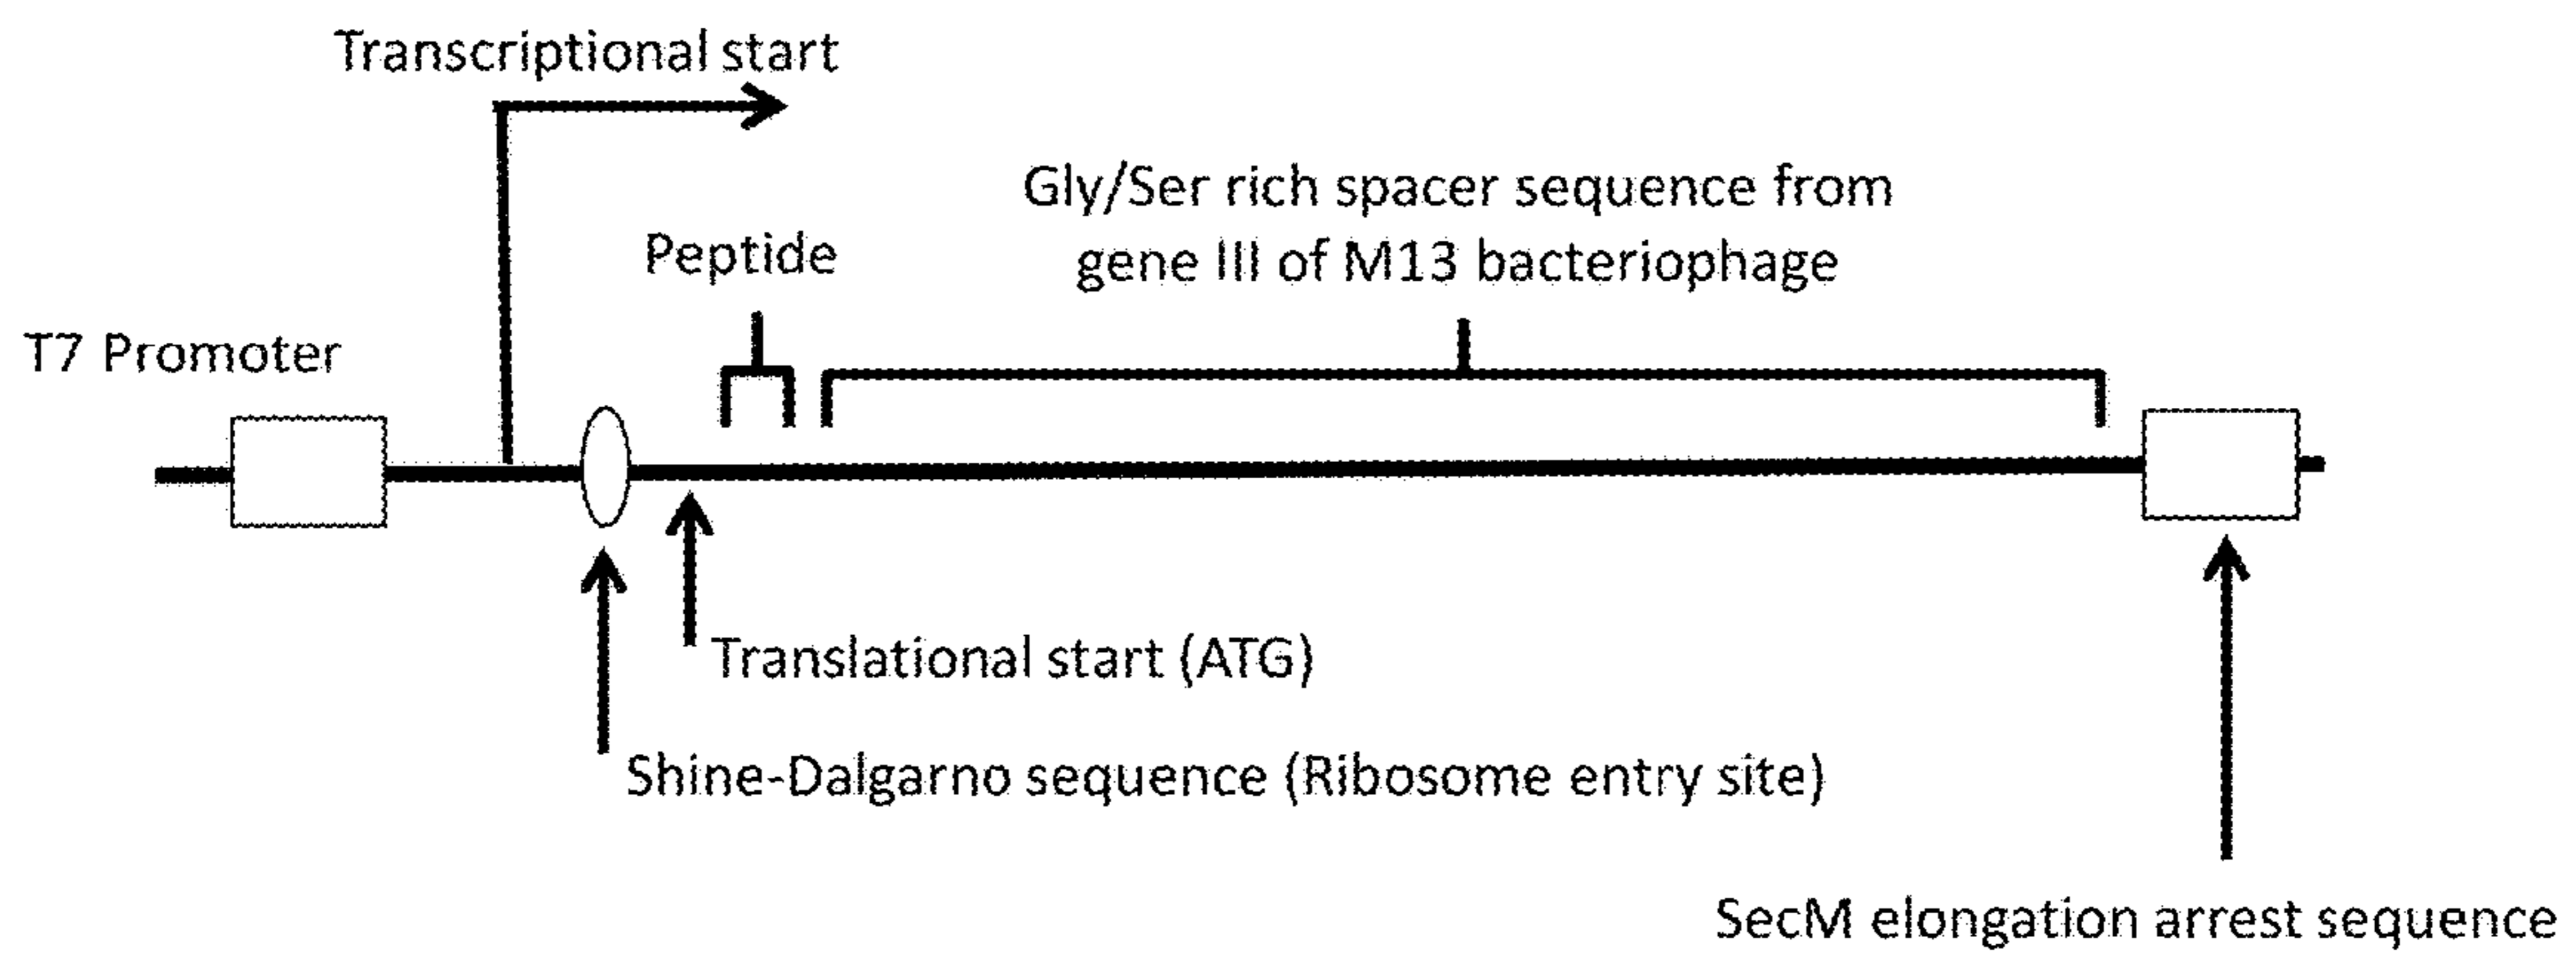 Transcriptional start
Gly/Ser rich spacer sequence from
gene III of M13 bacteriophage
Peptide
T7 Promoter
Translational start (ATG)
Shine-Dalgarno sequence (Ribosome entry site)
SecM elongation arrest sequence